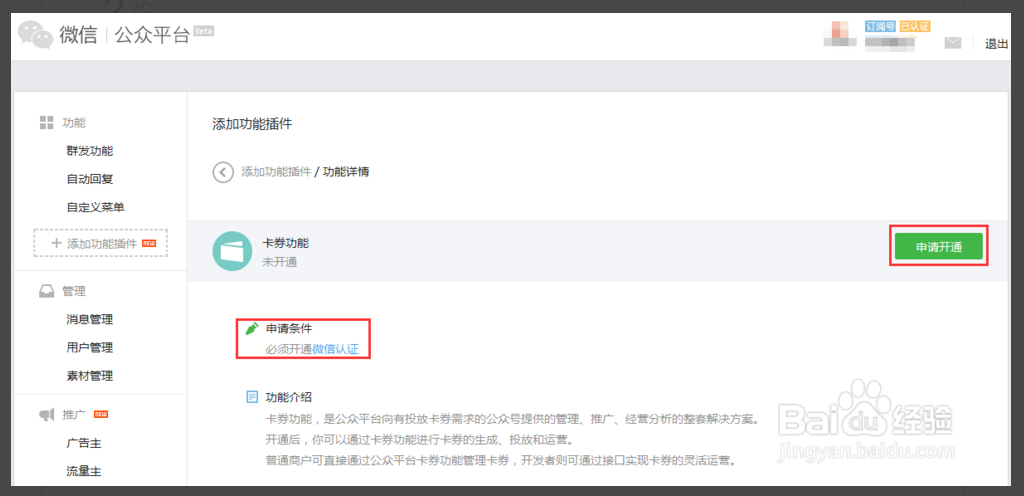 微信 | 公众平台 Beta
订阅号 已认证
退出
功能
群发功能
自动回复
自定义菜单
+ 添加功能插件 NEW
管理
消息管理
用户管理
素材管理
推广 NEW
广告主
流量主
添加功能插件
添加功能插件 / 功能详情
卡券功能
未开通
申请开通
申请条件
必须开通微信认证
功能介绍
卡券功能，是公众平台向有投放卡券需求的公众号提供的管理、推广、经营分析的整套解决方案。
开通后，你可以通过卡券功能进行卡券的生成、投放和运营。
普通商户可直接通过公众平台卡券功能管理卡券，开发者则可通过接口实现卡券的灵活运营。
Baidu 经验
jingyan.baidu.com